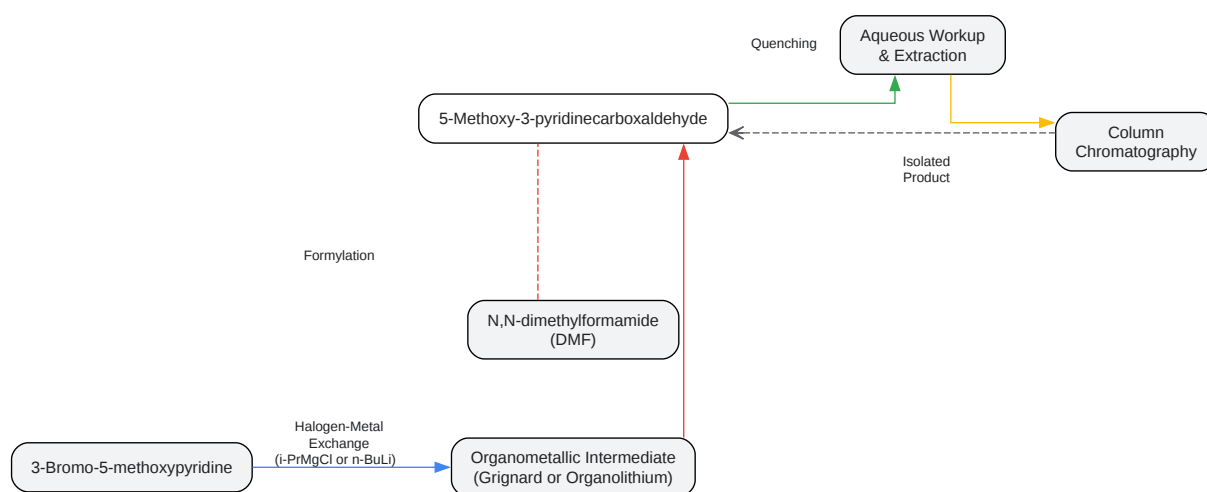 Aqueous Workup
& Extraction
Quenching
5-Methoxy-3-pyridinecarboxaldehyde
Column
Chromatography
Isolated
Product
Formylation
N,N-dimethylformamide
(DMF)
Halogen-Metal
Exchange
(i-PrMgCl or n-BuLi)
3-Bromo-5-methoxypyridine
Organometallic Intermediate
(Grignard or Organolithium)